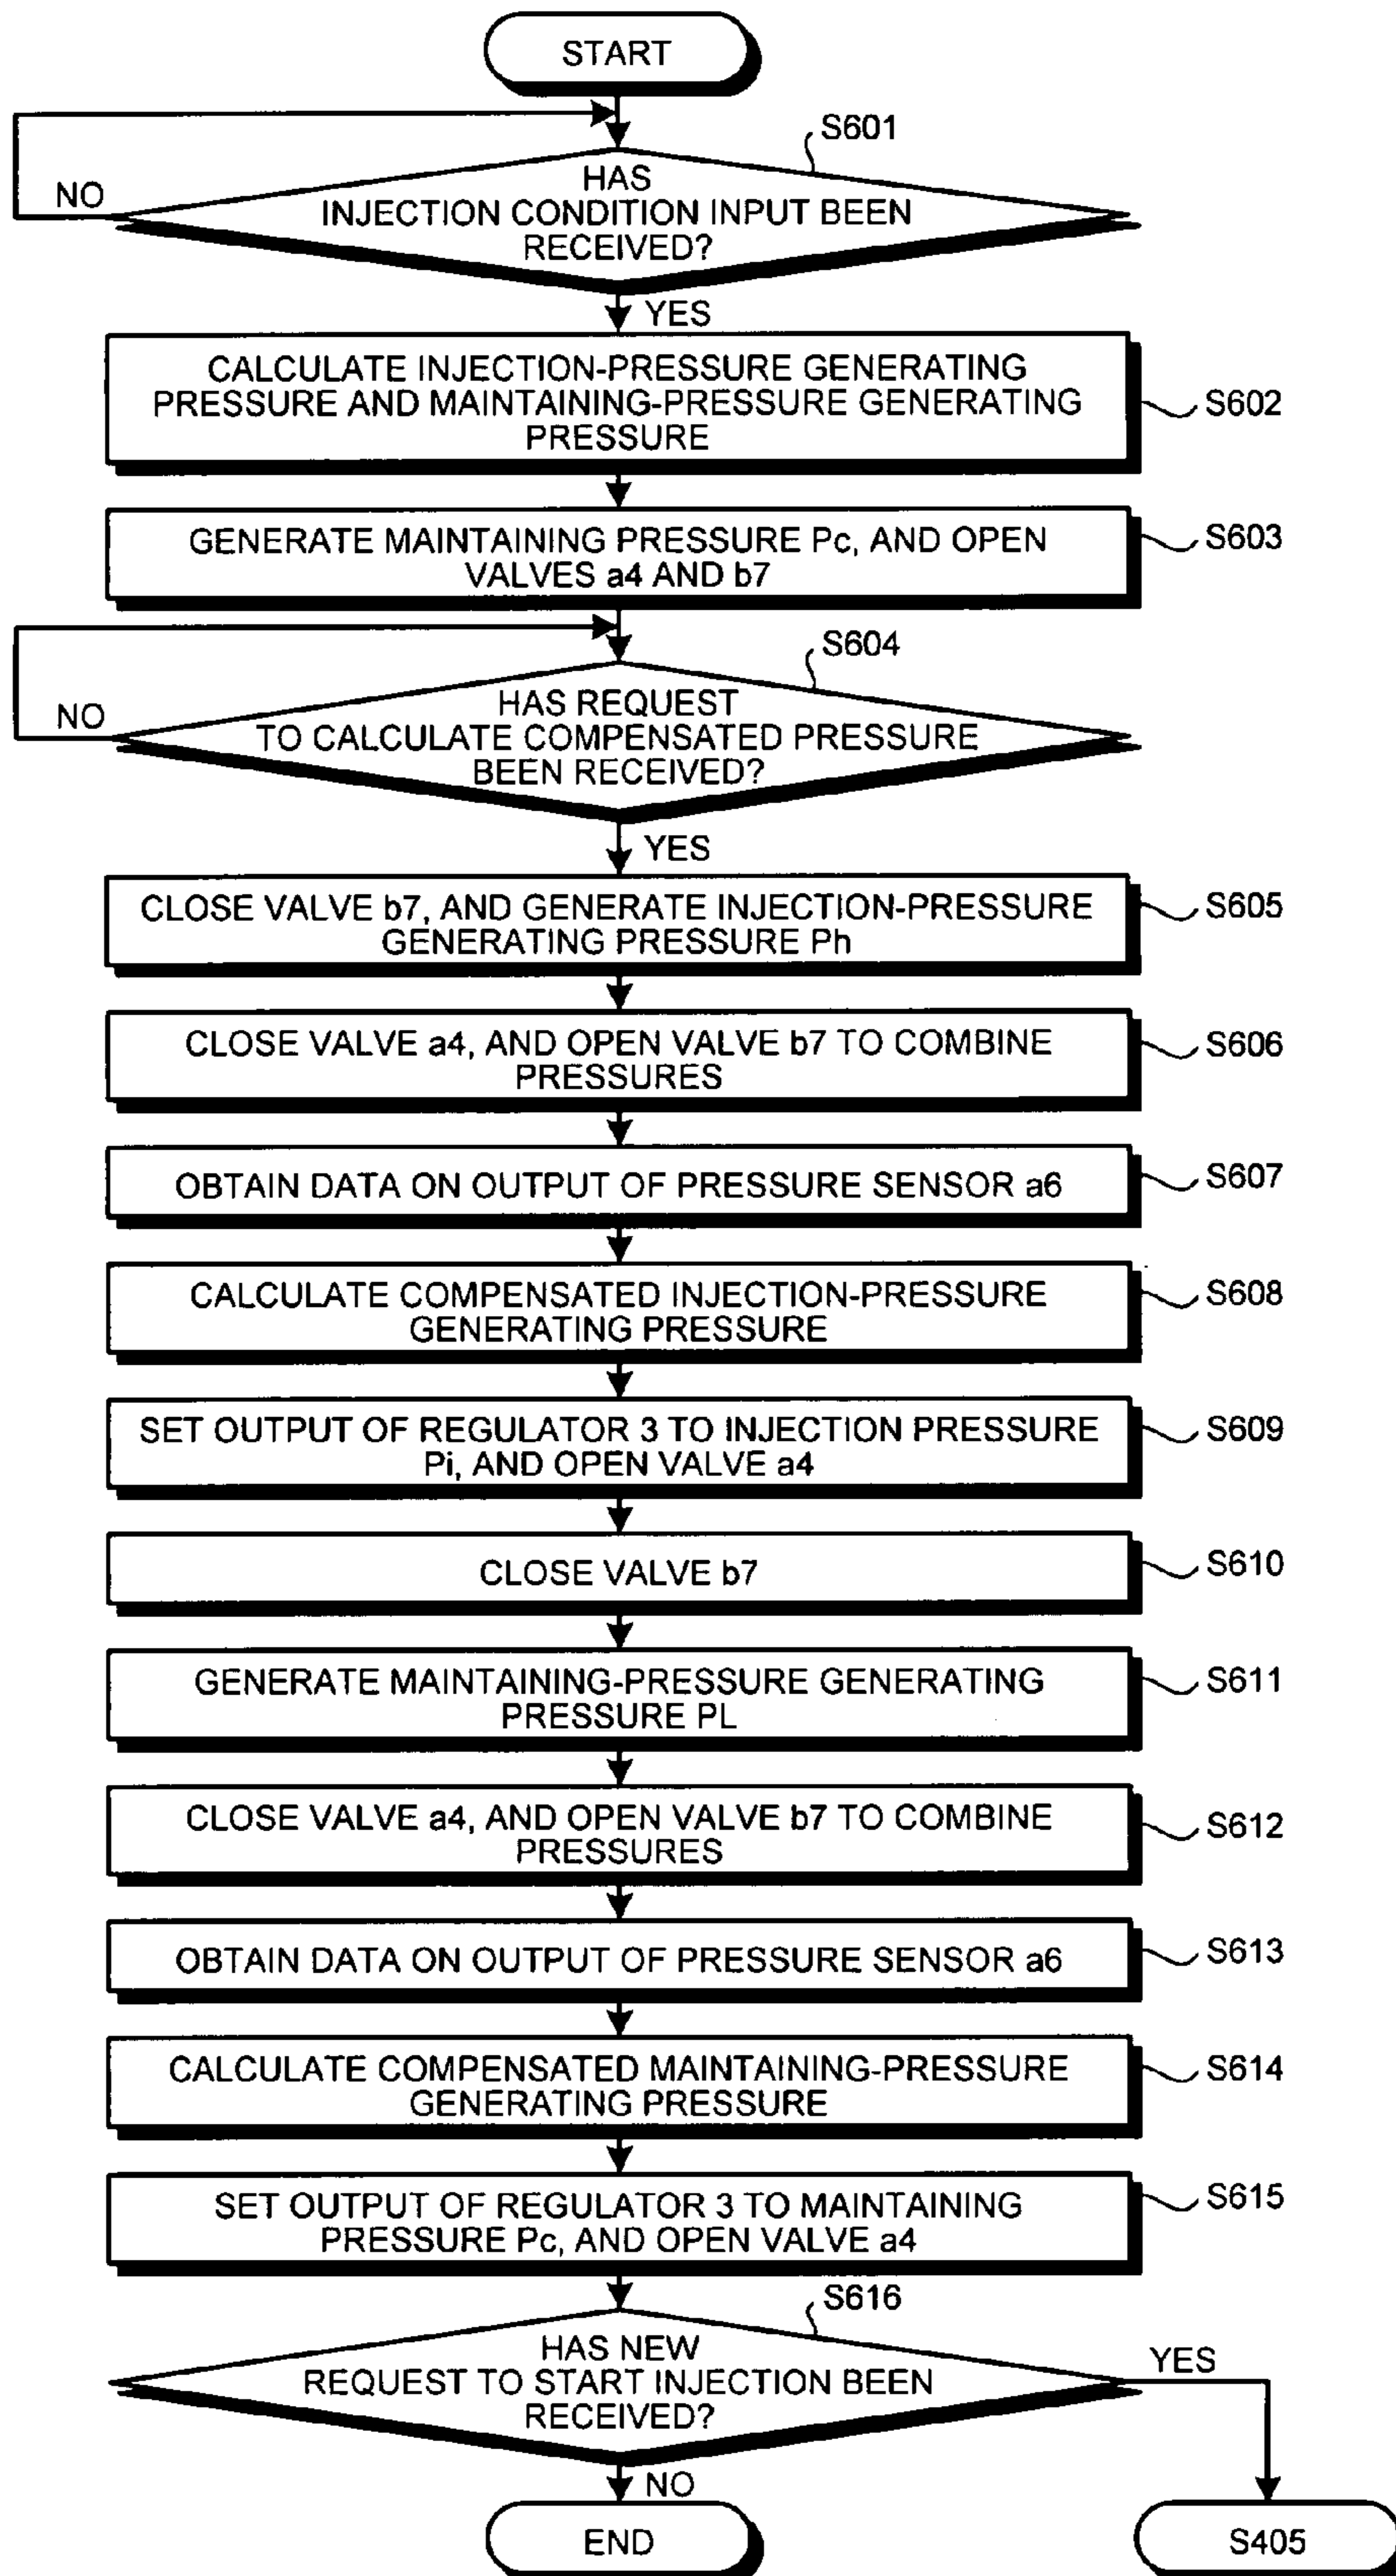 START
S601
HAS
INJECTION CONDITION INPUT BEEN
RECEIVED?
NO
YES
CALCULATE INJECTION-PRESSURE GENERATING
PRESSURE AND MAINTAINING-PRESSURE GENERATING
PRESSURE
S602
GENERATE MAINTAINING PRESSURE Pc, AND OPEN
VALVES a4 AND b7
S603
S604
HAS REQUEST
TO CALCULATE COMPENSATED PRESSURE
BEEN RECEIVED?
NO
YES
CLOSE VALVE b7, AND GENERATE INJECTION-PRESSURE
GENERATING PRESSURE Ph
S605
CLOSE VALVE a4, AND OPEN VALVE b7 TO COMBINE
PRESSURES
S606
OBTAIN DATA ON OUTPUT OF PRESSURE SENSOR a6
S607
CALCULATE COMPENSATED INJECTION-PRESSURE
GENERATING PRESSURE
S608
SET OUTPUT OF REGULATOR 3 TO INJECTION PRESSURE
Pi, AND OPEN VALVE a4
S609
CLOSE VALVE b7
S610
GENERATE MAINTAINING-PRESSURE GENERATING
PRESSURE PL
S611
CLOSE VALVE a4, AND OPEN VALVE b7 TO COMBINE
PRESSURES
S612
OBTAIN DATA ON OUTPUT OF PRESSURE SENSOR a6
S613
CALCULATE COMPENSATED MAINTAINING-PRESSURE
GENERATING PRESSURE
S614
SET OUTPUT OF REGULATOR 3 TO MAINTAINING
PRESSURE Pc, AND OPEN VALVE a4
S615
S616
HAS NEW
REQUEST TO START INJECTION BEEN
RECEIVED?
YES
NO
END
S405